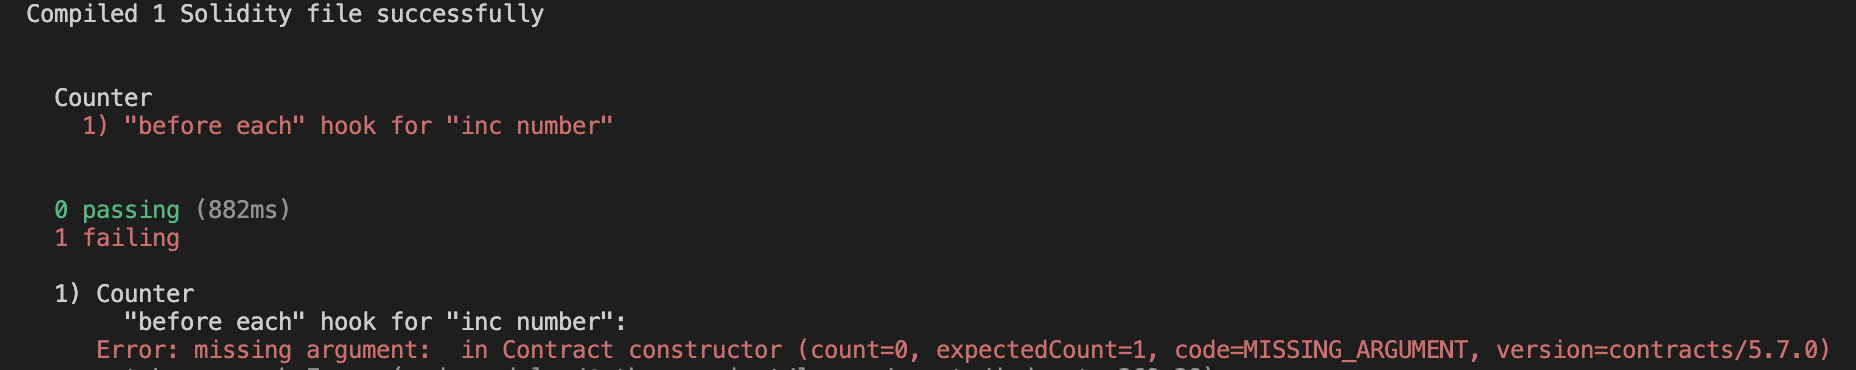 Compiled 1 Solidity file successfully
Counter
1) "before each" hook for "inc number"
0 passing (882ms)
1 failing
1) Counter
"before each" hook for "inc number":
Error: missing argument:  in Contract constructor (count=0, expectedCount=1, code=MISSING_ARGUMENT, version=contracts/5.7.0)